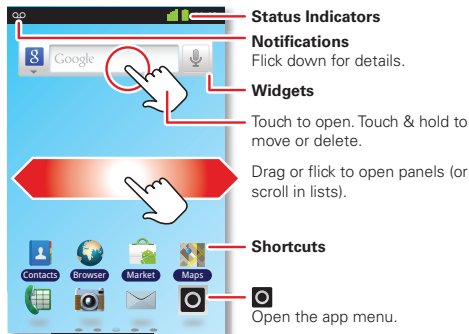 Status Indicators
Notifications
Flick down for details.
8 Google
Widgets
Touch to open. Touch & hold to
move or delete.
Drag or flick to open panels (or
scroll in lists).
Shortcuts
Contacts Browser Market Maps
Open the app menu.